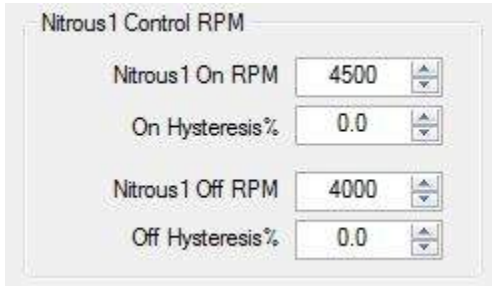 Nitrous1 Control RPM
Nitrous1 On RPM 4500
On Hysteresis% 0.0
Nitrous1 Off RPM 4000
Off Hysteresis% 0.0